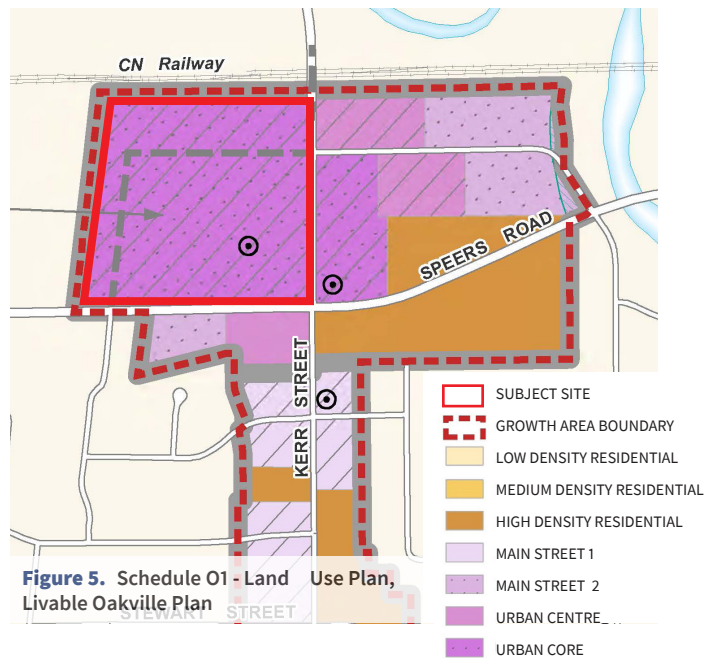 CN Railway
SPEERS ROAD
KERR STREET
SUBJECT SITE
GROWTH AREA BOUNDARY
LOW DENSITY RESIDENTIAL
MEDIUM DENSITY RESIDENTIAL
HIGH DENSITY RESIDENTIAL
MAIN STREET 1
MAIN STREET 2
URBAN CENTRE
URBAN CORE
Figure 5. Schedule O1 - Land Use Plan,
Livable Oakville Plan
STEWART STREET